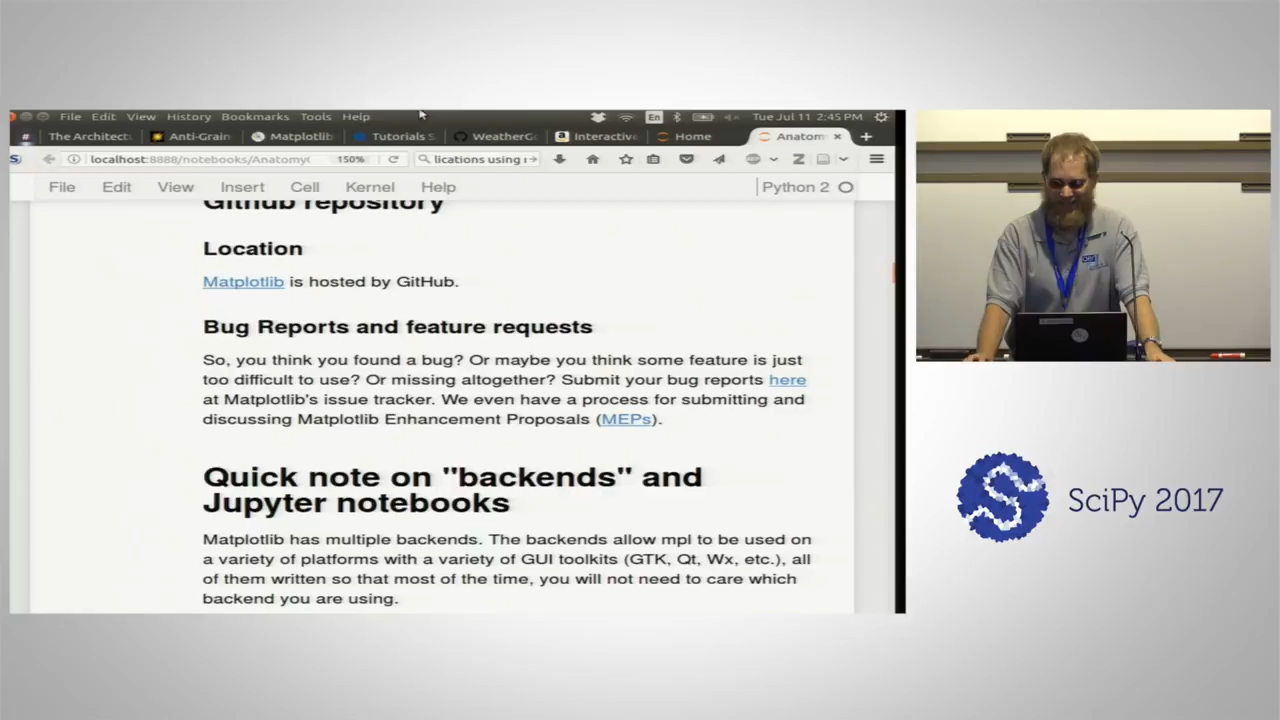 File Edit View History Bookmarks Tools Help
En
Tue Jul 11 2:45 PM
#
The Architect
Anti-Grain
Matplotlib
Tutorials S
WeatherGe
Interactive
Home
Anatom
localhost:8888/notebooks/Anatomy
150%
lications using
File Edit View Insert Cell Kernel Help
Python 2
Github repository
Location
Matplotlib is hosted by GitHub.
Bug Reports and feature requests
So, you think you found a bug? Or maybe you think some feature is just
too difficult to use? Or missing altogether? Submit your bug reports here
at Matplotlib's issue tracker. We even have a process for submitting and
discussing Matplotlib Enhancement Proposals (MEPs).
Quick note on "backends" and
Jupyter notebooks
Matplotlib has multiple backends. The backends allow mpl to be used on
a variety of platforms with a variety of GUI toolkits (GTK, Qt, Wx, etc.), all
of them written so that most of the time, you will not need to care which
backend you are using.
SciPy 2017